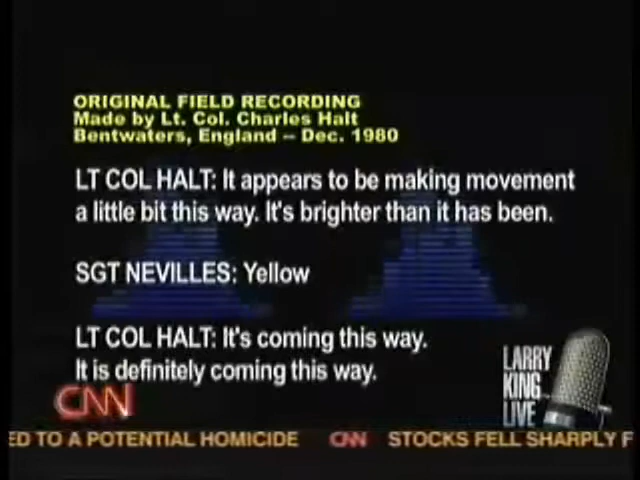 ORIGINAL FIELD RECORDING
Made by Lt. Col. Charles Halt
Bentwaters, England -- Dec. 1980
LT COL HALT: It appears to be making movement
a little bit this way. It's brighter than it has been.
SGT NEVILLES: Yellow
LT COL HALT: It's coming this way.
It is definitely coming this way.
LARRY
KING
LIVE
CNN
ED TO A POTENTIAL HOMICIDE CNN STOCKS FELL SHARPLY F